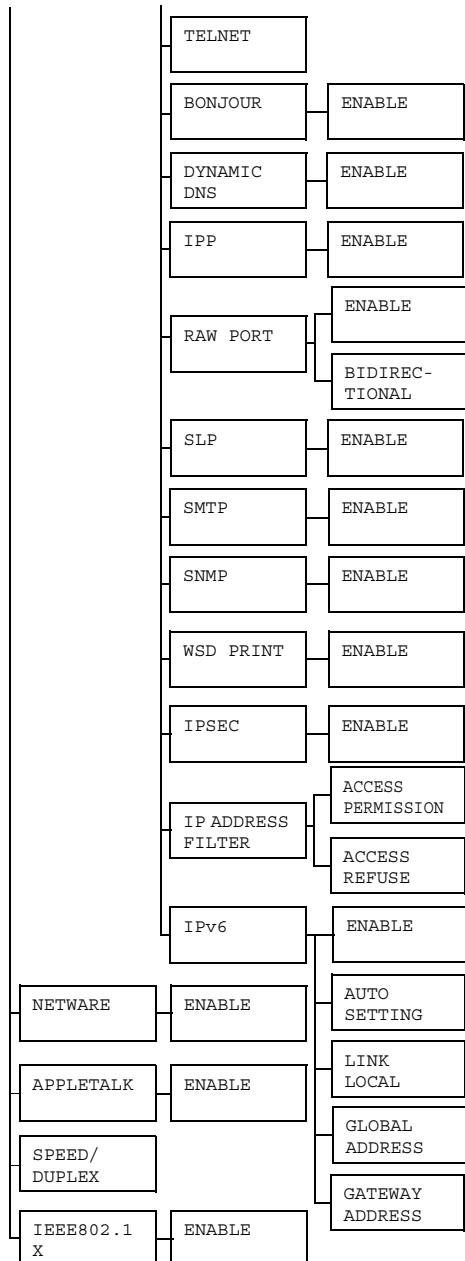 TELNET
BONJOUR
ENABLE
DYNAMIC
DNS
ENABLE
IPP
ENABLE
RAW PORT
ENABLE
BIDIREC-
TIONAL
SLP
ENABLE
SMTP
ENABLE
SNMP
ENABLE
WSD PRINT
ENABLE
IPSEC
ENABLE
IP ADDRESS
FILTER
ACCESS
PERMISSION
ACCESS
REFUSE
IPv6
ENABLE
AUTO
SETTING
LINK
LOCAL
GLOBAL
ADDRESS
GATEWAY
ADDRESS
NETWARE
ENABLE
APPLETALK
ENABLE
SPEED/
DUPLEX
IEEE802.1
X
ENABLE